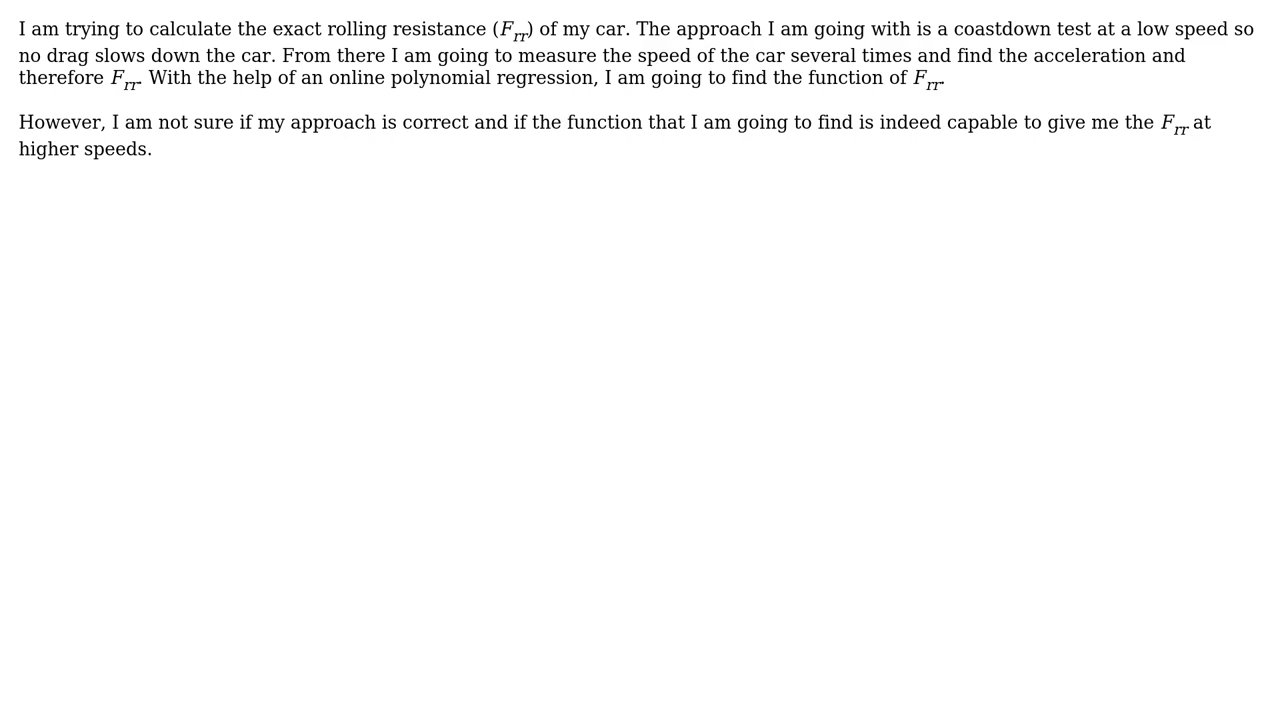 I am trying to calculate the exact rolling resistance (F_rr) of my car. The approach I am going with is a coastdown test at a low speed so
no drag slows down the car. From there I am going to measure the speed of the car several times and find the acceleration and
therefore F_rr. With the help of an online polynomial regression, I am going to find the function of F_rr.
However, I am not sure if my approach is correct and if the function that I am going to find is indeed capable to give me the F_rr at
higher speeds.